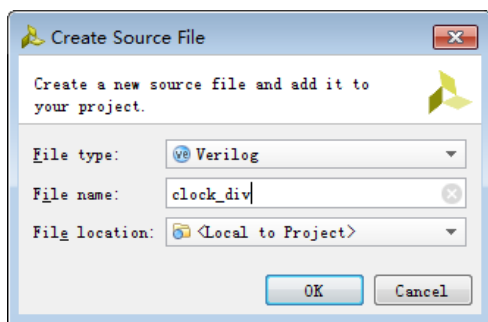 Create Source File
Create a new source file and add it to
your project.
File type: Verilog
File name: clock_div
File location: <Local to Project>
OK Cancel